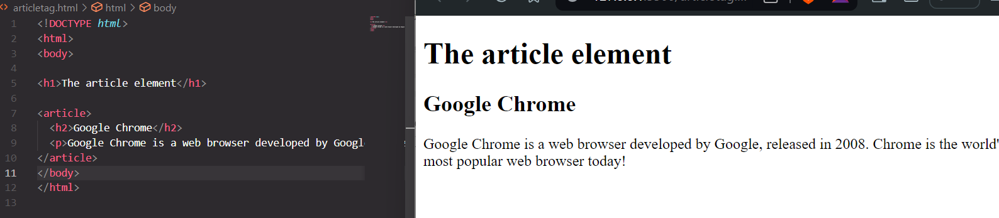 articletag.html > html > body
1 <!DOCTYPE html>
2 <html>
3 <body>
4
5 <h1>The article element</h1>
6
7 <article>
8 <h2>Google Chrome</h2>
9 <p>Google Chrome is a web browser developed by Googl
10 </article>
11 </body>
12 </html>
13
The article element
Google Chrome
Google Chrome is a web browser developed by Google, released in 2008. Chrome is the world'
most popular web browser today!